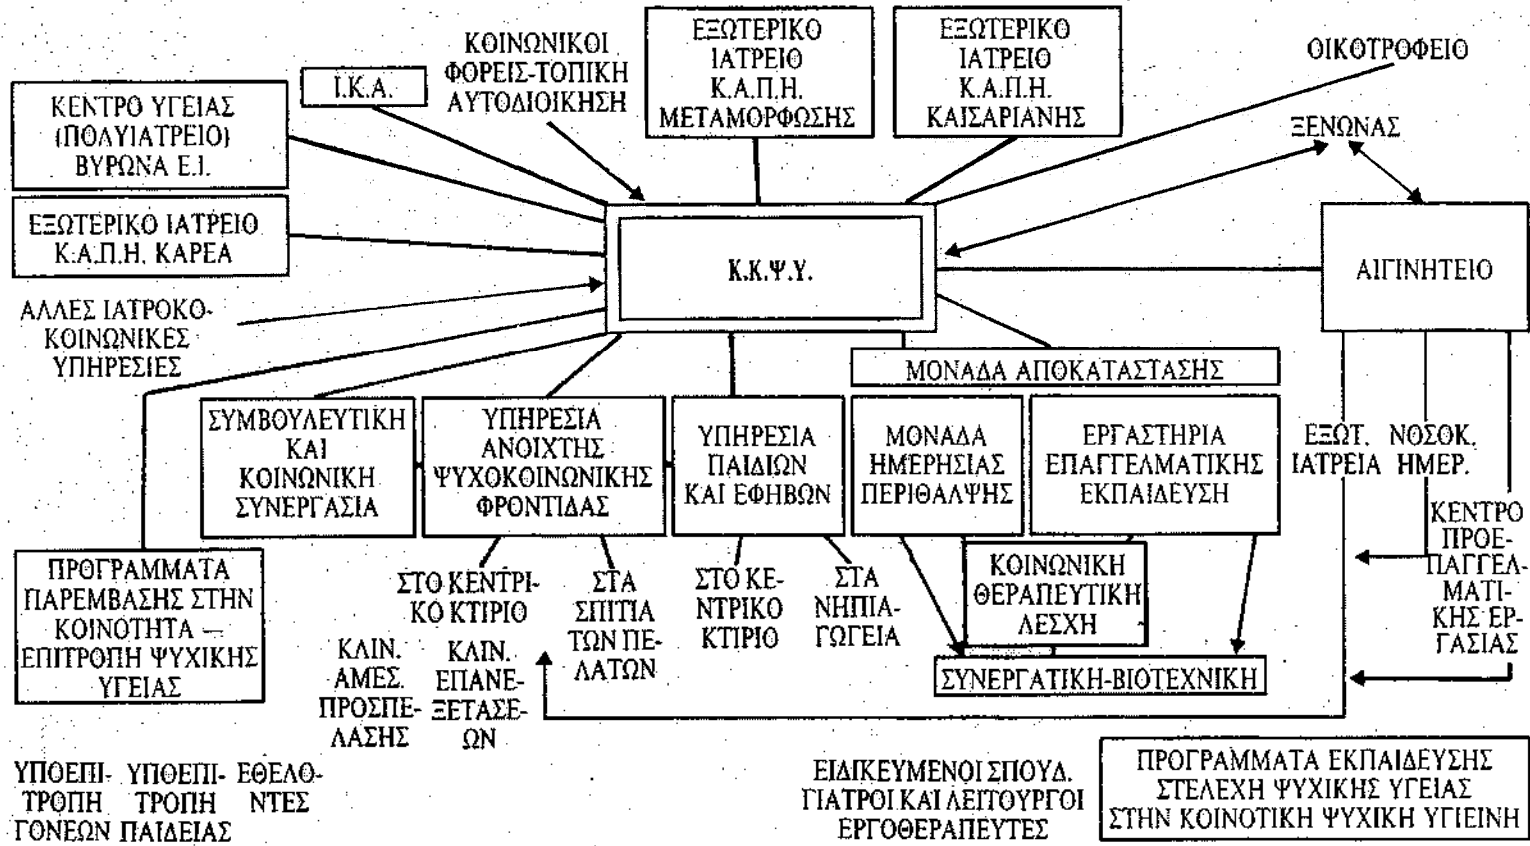 Ι.Κ.Α.
ΚΟΙΝΩΝΙΚΟΙ
ΦΟΡΕΙΣ-ΤΟΠΙΚΗ
ΑΥΤΟΔΙΟΙΚΗΣΗ
ΕΞΩΤΕΡΙΚΟ
ΙΑΤΡΕΙΟ
Κ.Α.Π.Η.
ΜΕΤΑΜΟΡΦΩΣΗΣ
ΕΞΩΤΕΡΙΚΟ
ΙΑΤΡΕΙΟ
Κ.Α.Π.Η.
ΚΑΙΣΑΡΙΑΝΗΣ
ΟΙΚΟΤΡΟΦΕΙΟ
ΞΕΝΩΝΑΣ
ΚΕΝΤΡΟ ΥΓΕΙΑΣ
(ΠΟΛΥΙΑΤΡΕΙΟ)
ΒΥΡΩΝΑ Ε.Ι.
ΕΞΩΤΕΡΙΚΟ ΙΑΤΡΕΙΟ
Κ.Α.Π.Η. ΚΑΡΕΑ
Κ.Κ.Ψ.Υ.
ΑΙΓΙΝΗΤΕΙΟ
ΑΛΛΕΣ ΙΑΤΡΟΚΟ-
ΚΟΙΝΩΝΙΚΕΣ
ΥΠΗΡΕΣΙΕΣ
ΜΟΝΑΔΑ ΑΠΟΚΑΤΑΣΤΑΣΗΣ
ΣΥΜΒΟΥΛΕΥΤΙΚΗ
ΚΑΙ
ΚΟΙΝΩΝΙΚΗ
ΣΥΝΕΡΓΑΣΙΑ
ΥΠΗΡΕΣΙΑ
ΑΝΟΙΧΤΗΣ
ΨΥΧΟΚΟΙΝΩΝΙΚΗΣ
ΦΡΟΝΤΙΔΑΣ
ΥΠΗΡΕΣΙΑ
ΠΑΙΔΙΩΝ
ΚΑΙ ΕΦΗΒΩΝ
ΜΟΝΑΔΑ
ΗΜΕΡΗΣΙΑΣ
ΠΕΡΙΘΑΛΨΗΣ
ΕΡΓΑΣΤΗΡΙΑ
ΕΠΑΓΓΕΛΜΑΤΙΚΗΣ
ΕΚΠΑΙΔΕΥΣΗ
ΕΞΩΤ.
ΙΑΤΡΕΙΑ
ΝΟΣΟΚ.
ΗΜΕΡ.
ΚΕΝΤΡΟ
ΠΡΟΕ-
ΠΑΓΓΕΛ-
ΜΑΤΙ-
ΚΗΣ ΕΡ-
ΓΑΣΙΑΣ
ΠΡΟΓΡΑΜΜΑΤΑ
ΠΑΡΕΜΒΑΣΗΣ ΣΤΗΝ
ΚΟΙΝΟΤΗΤΑ —
ΕΠΙΤΡΟΠΗ ΨΥΧΙΚΗΣ
ΥΓΕΙΑΣ
ΣΤΟ ΚΕΝΤΡΙ-
ΚΟ ΚΤΙΡΙΟ
ΣΤΑ
ΣΠΙΤΙΑ
ΤΩΝ ΠΕ-
ΛΑΤΩΝ
ΣΤΟ ΚΕ-
ΝΤΡΙΚΟ
ΚΤΙΡΙΟ
ΣΤΑ
ΝΗΠΙΑ-
ΓΩΓΕΙΑ
ΚΟΙΝΩΝΙΚΗ
ΘΕΡΑΠΕΥΤΙΚΗ
ΛΕΣΧΗ
ΣΥΝΕΡΓΑΤΙΚΗ-ΒΙΟΤΕΧΝΙΚΗ
ΚΛΙΝ.
ΑΜΕΣ.
ΠΡΟΣΠΕ-
ΛΑΣΗΣ
ΚΛΙΝ.
ΕΠΑΝΕ-
ΞΕΤΑΣΕ-
ΩΝ
ΥΠΟΕΠΙ-
ΤΡΟΠΗ
ΓΟΝΕΩΝ
ΥΠΟΕΠΙ-
ΤΡΟΠΗ
ΠΑΙΔΕΙΑΣ
ΕΘΕΛΟ-
ΝΤΕΣ
ΕΙΔΙΚΕΥΜΕΝΟΙ ΣΠΟΥΔ.
ΓΙΑΤΡΟΙ ΚΑΙ ΛΕΙΤΟΥΡΓΟΙ
ΕΡΓΟΘΕΡΑΠΕΥΤΕΣ
ΠΡΟΓΡΑΜΜΑΤΑ ΕΚΠΑΙΔΕΥΣΗΣ
ΣΤΕΛΕΧΗ ΨΥΧΙΚΗΣ ΥΓΕΙΑΣ
ΣΤΗΝ ΚΟΙΝΟΤΙΚΗ ΨΥΧΙΚΗ ΥΓΙΕΙΝΗ